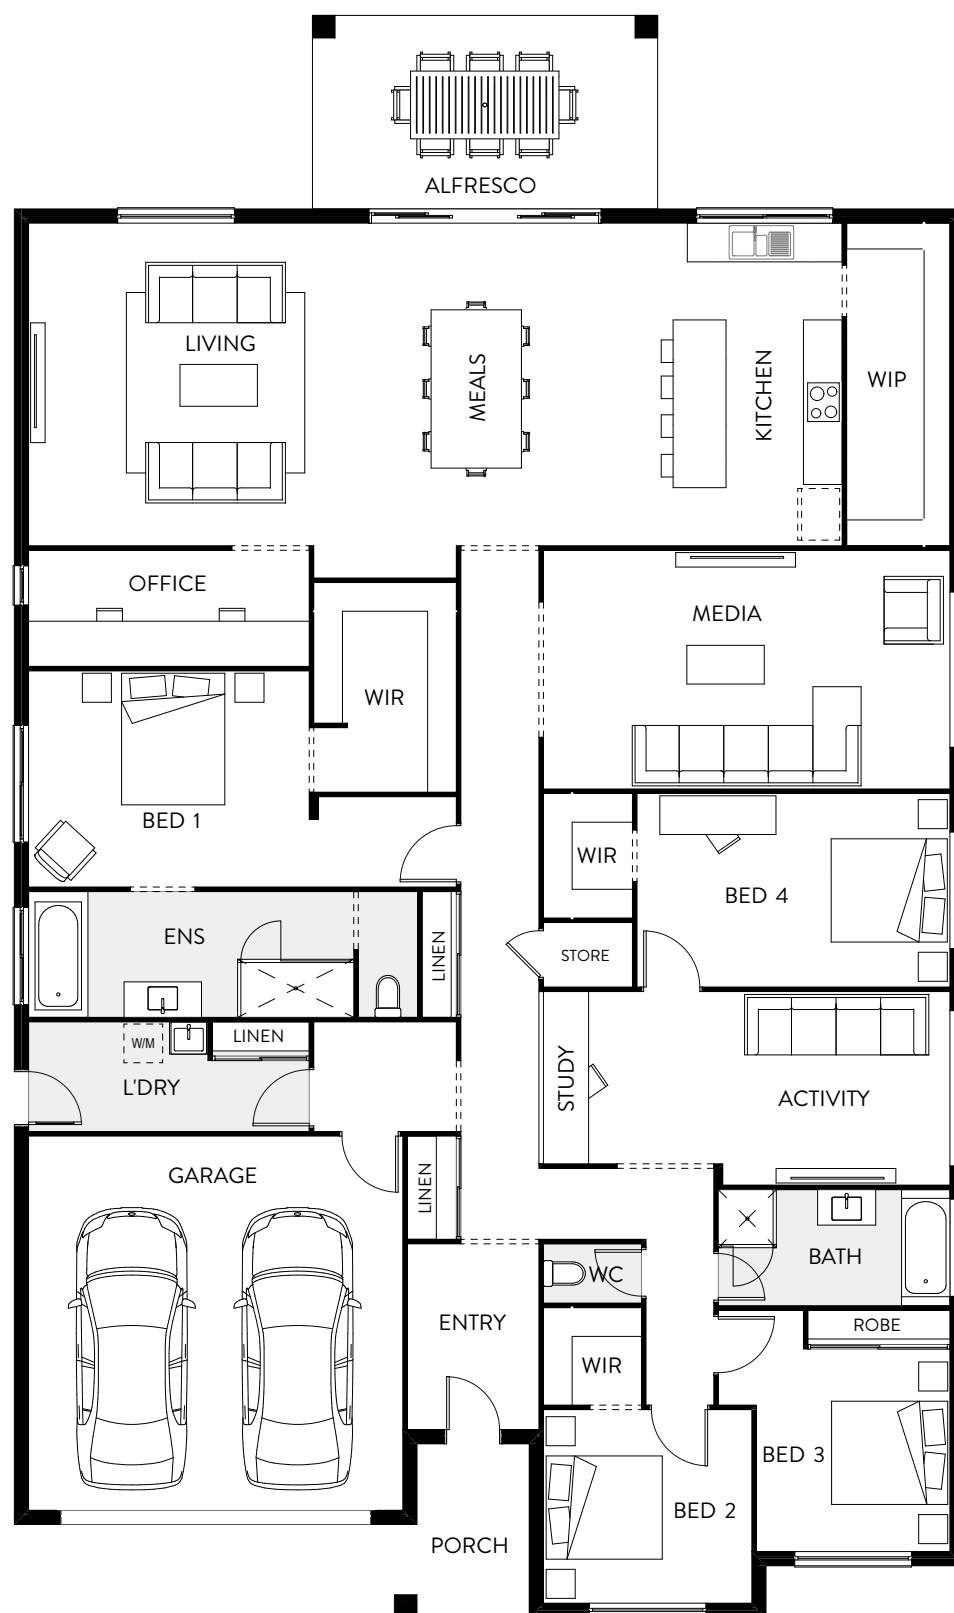 ALFRESCO
LIVING
MEALS
KITCHEN
WIP
OFFICE
MEDIA
WIR
BED 1
WIR
BED 4
ENS
LINEN
STORE
W/M
LINEN
L'DRY
STUDY
ACTIVITY
GARAGE
LINEN
BATH
WC
ENTRY
ROBE
WIR
BED 3
BED 2
PORCH